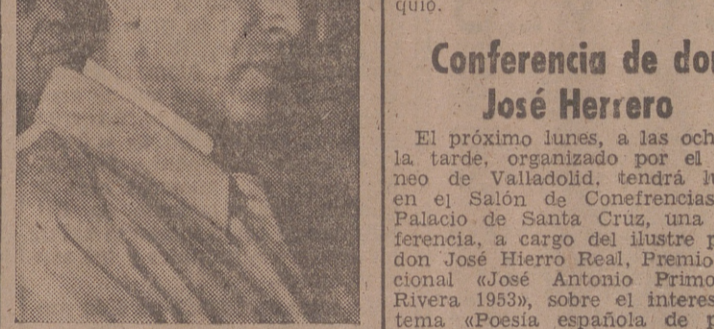 quio.
Conferencia de don
José Herrero
El próximo lunes, a las och
la tarde, organizado por el
neo de Valladolid, tendrá lu
en el Salón de Conefrencias
Palacio de Santa Cruz, una
ferencia, a cargo del ilustre p
don José Hierro Real, Premio
cional «José Antonio Primo
Rivera 1953», sobre el interes
tema «Poesía española de p